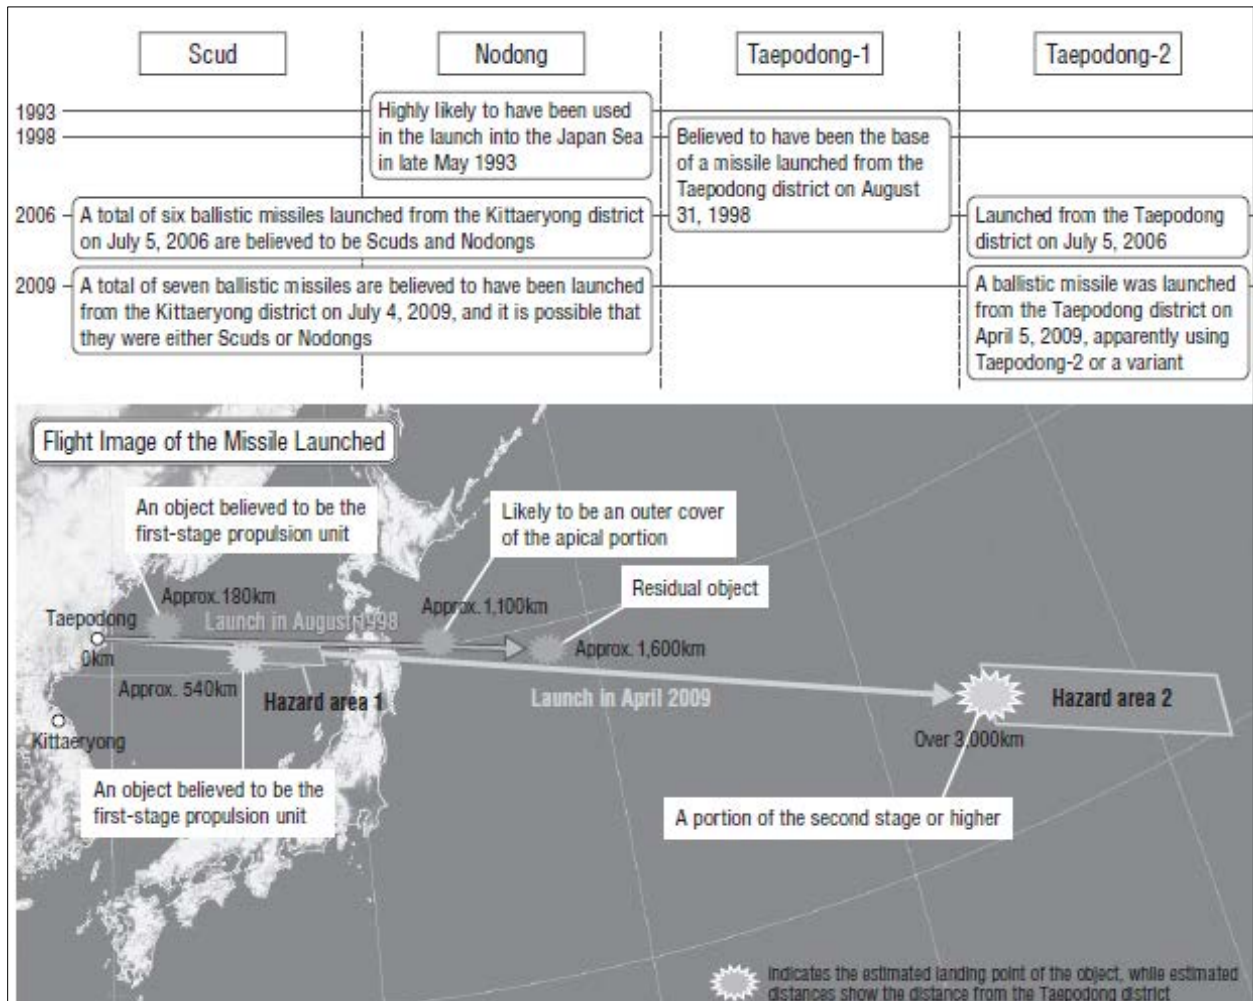 Scud
Nodong
Taepodong-1
Taepodong-2
1993
1998
2006
2009
Highly likely to have been used
in the launch into the Japan Sea
in late May 1993
Believed to have been the base
of a missile launched from the
Taepodong district on August
31, 1998
A total of six ballistic missiles launched from the Kittaeryong district
on July 5, 2006 are believed to be Scuds and Nodongs
Launched from the Taepodong
district on July 5, 2006
A total of seven ballistic missiles are believed to have been launched
from the Kittaeryong district on July 4, 2009, and it is possible that
they were either Scuds or Nodongs
A ballistic missile was launched
from the Taepodong district on
April 5, 2009, apparently using
Taepodong-2 or a variant
Flight Image of the Missile Launched
An object believed to be the
first-stage propulsion unit
Likely to be an outer cover
of the apical portion
Residual object
Approx. 180km
Approx. 1,100km
Taepodong
Launch in August 1998
Approx. 1,600km
0km
Approx. 540km
Hazard area 1
Launch in April 2009
Hazard area 2
Kittaeryong
Over 3,000km
An object believed to be the
first-stage propulsion unit
A portion of the second stage or higher
Indicates the estimated landing point of the object, while estimated
distances show the distance from the Taepodong district